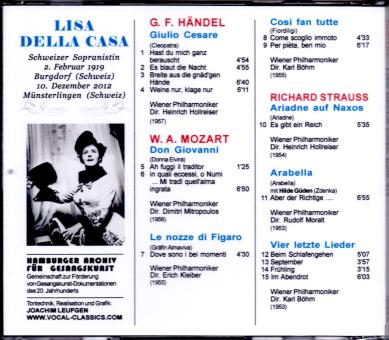 LISA
DELLA CASA
Schweizer Sopranistin
2. Februar 1919
Burgdorf (Schweiz)
10. Dezember 2012
Münsterlingen (Schweiz)
HAMBURGER ARCHIV
FÜR GESANGSKUNST
Gemeinschaft zur Förderung
von Gesangskunst-Dokumentationen
des 20. Jahrhunderts
Tontechnik, Realisation und Grafik:
JOACHIM LEUFGEN
WWW.VOCAL-CLASSICS.COM
G. F. HÄNDEL
Giulio Cesare
(Cleopatra)
1 Hast du mich ganz
berauscht 4'54
2 Es blaut die Nacht 4'55
3 Breite aus die gnäd'gen
Hände 6'40
4 Weine nur, klage nur 6'11
Wiener Philharmoniker
Dir. Heinrich Hollreiser
(1957)
W. A. MOZART
Don Giovanni
(Donna Elvira)
5 Ah fuggi il traditor 1'25
6 in quali eccessi, o Numi
... Mi tradì quell'alma
ingrata 6'50
Wiener Philharmoniker
Dir. Dimitri Mitropoulos
(1956)
Le nozze di Figaro
(Gräfin Almaviva)
7 Dove sono i bei momenti 4'30
Wiener Philharmoniker
Dir. Erich Kleiber
(1955)
Così fan tutte
(Fiordiligi)
8 Come scoglio immoto 4'33
9 Per pièta, ben mio 6'17
Wiener Philharmoniker
Dir. Karl Böhm
(1955)
RICHARD STRAUSS
Ariadne auf Naxos
(Ariadne)
10 Es gibt ein Reich 5'35
Wiener Philharmoniker
Dir. Heinrich Hollreiser
(1954)
Arabella
(Arabella)
mit Hilde Güden (Zdenka)
11 Aber der Richtige .... 6'55
Wiener Philharmoniker
Dir. Rudolf Moralt
(1953)
Vier letzte Lieder
12 Beim Schlafengehen 5'07
13 September 3'57
14 Frühling 3'15
15 Im Abendrot 6'03
Wiener Philharmoniker
Dir. Karl Böhm
(1953)